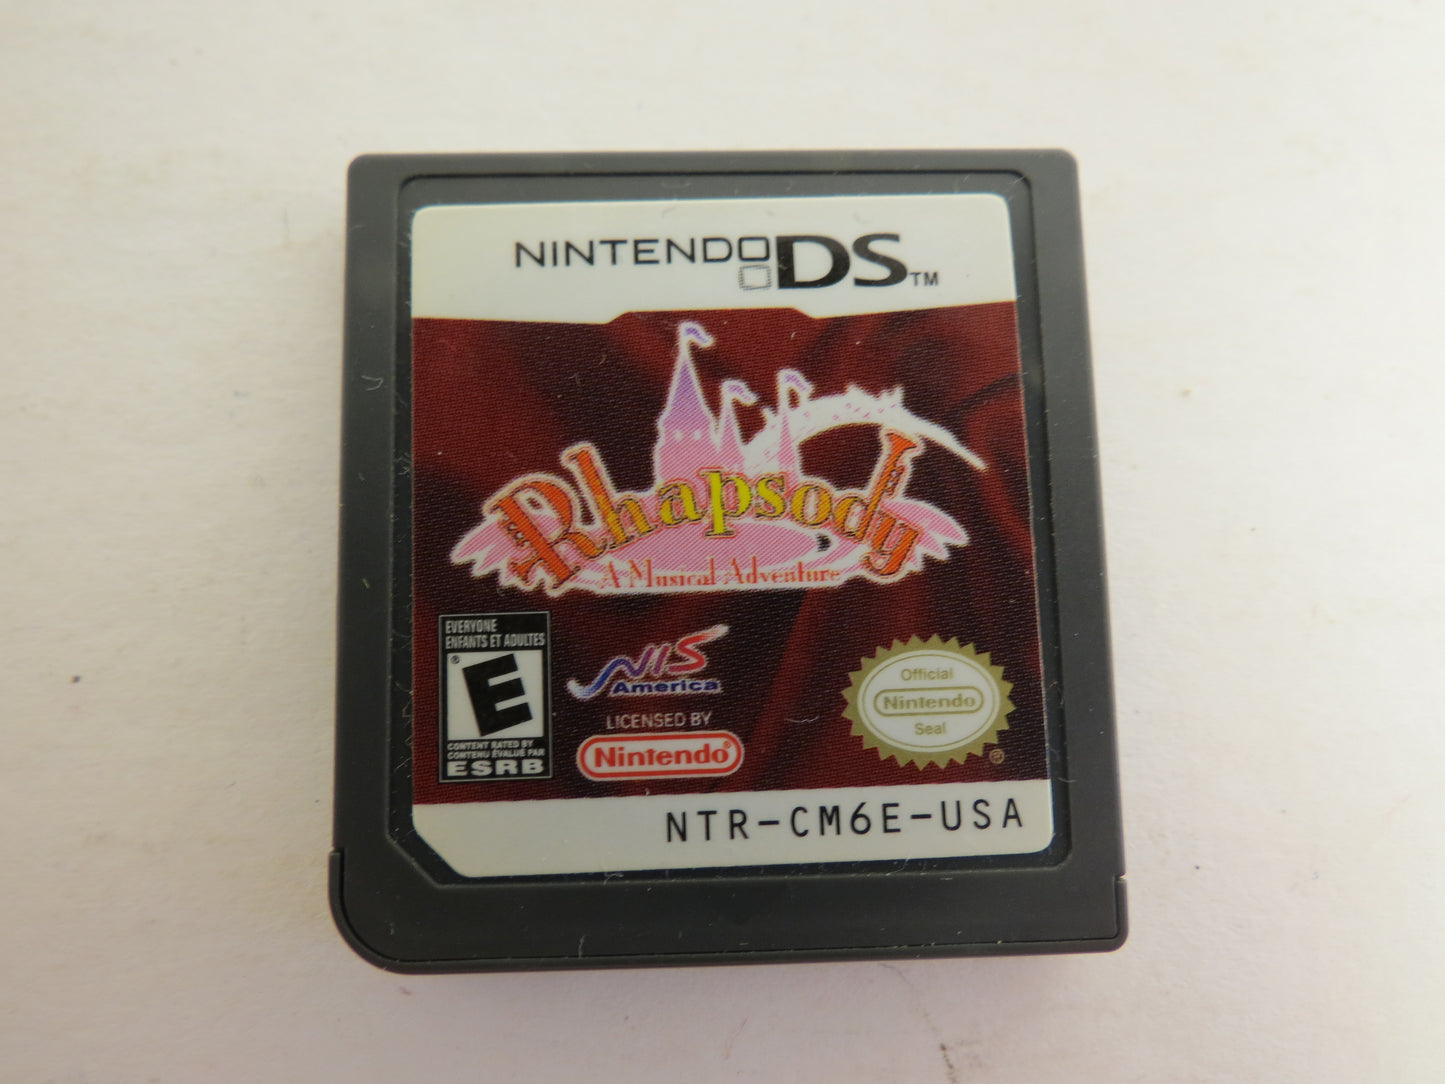 NINTENDO DS™
Rhapsody
A Musical Adventure
EVERYONE
ENFANTS ET ADULTES
E ®
CONTENT RATED BY
CONTENU ÉVALUÉ PAR
ESRB
NIS
America
LICENSED BY
Nintendo®
Official
Nintendo
Seal
®
NTR-CM6E-USA